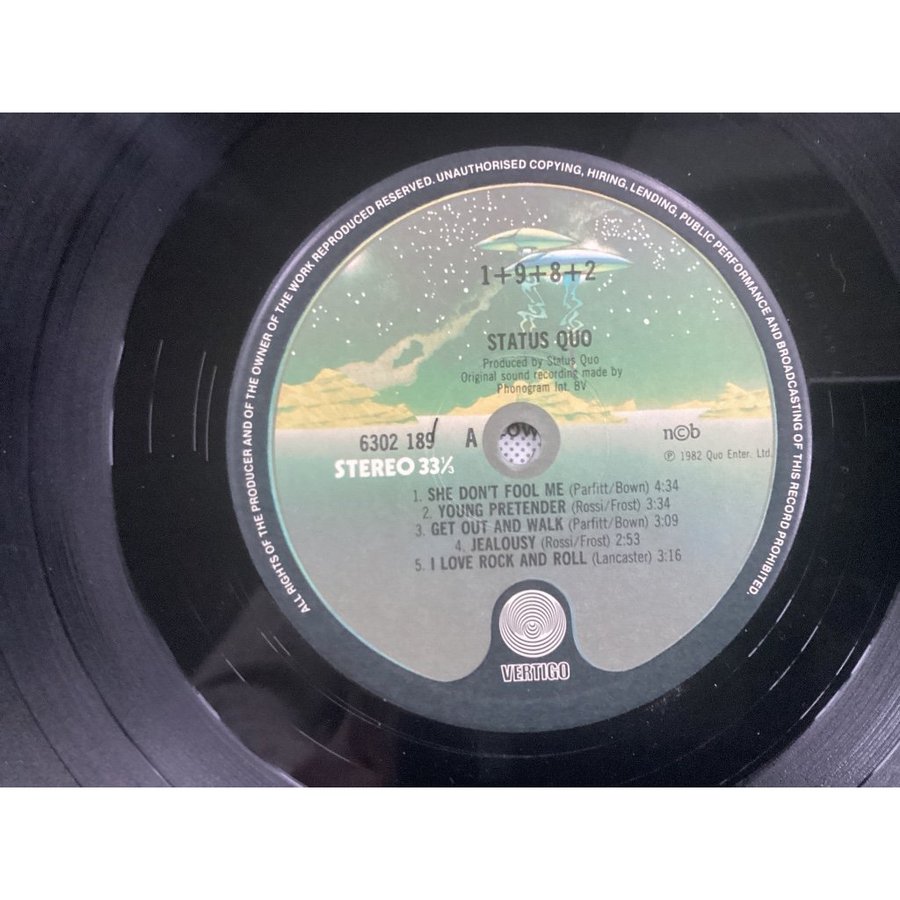 ALL RIGHTS OF THE PRODUCER AND OF THE OWNER OF THE WORK REPRODUCED RESERVED. UNAUTHORISED COPYING, HIRING, LENDING, PUBLIC PERFORMANCE AND BROADCASTING OF THIS RECORD PROHIBITED.
1+9+8+2
STATUS QUO
Produced by Status Quo
Original sound recording made by
Phonogram Int. BV
6302 189 A
n©b
STEREO 33⅓
℗ 1982 Quo Enter. Ltd.
1. SHE DON'T FOOL ME (Parfitt/Bown) 4:34
2. YOUNG PRETENDER (Rossi/Frost) 3:34
3. GET OUT AND WALK (Parfitt/Bown) 3:09
4. JEALOUSY (Rossi/Frost) 2:53
5. I LOVE ROCK AND ROLL (Lancaster) 3:16
VERTIGO